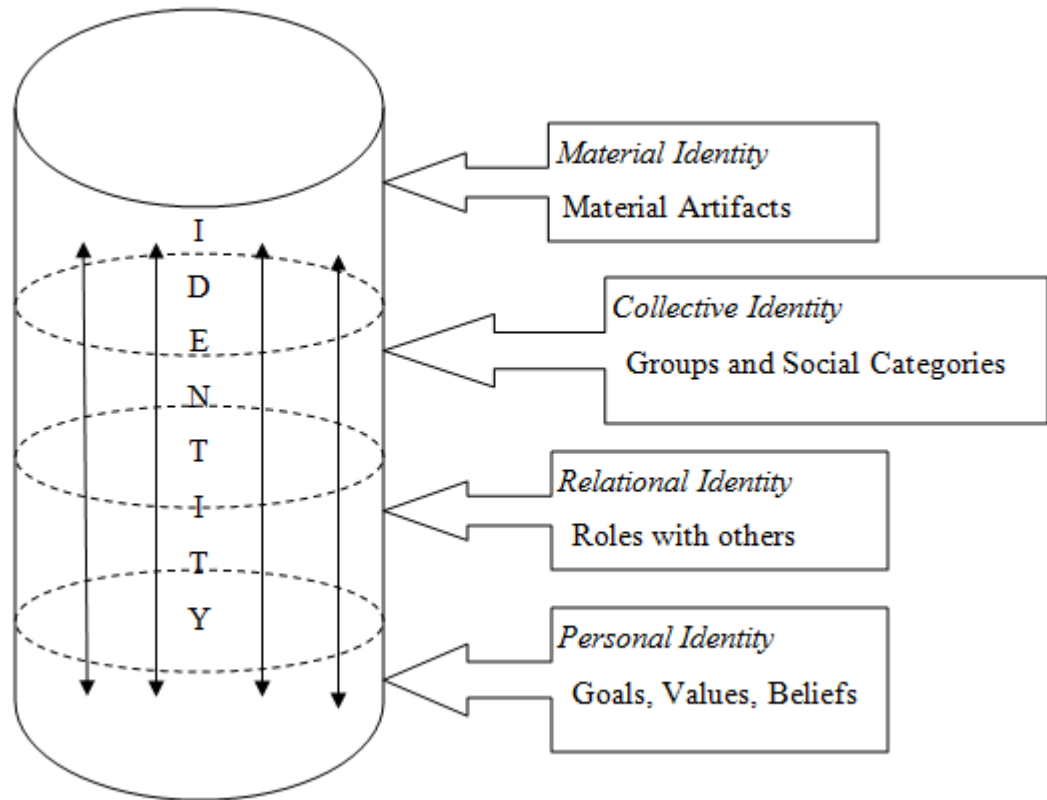 I
D
E
N
T
I
T
Y
Material Identity
Material Artifacts
Collective Identity
Groups and Social Categories
Relational Identity
Roles with others
Personal Identity
Goals, Values, Beliefs